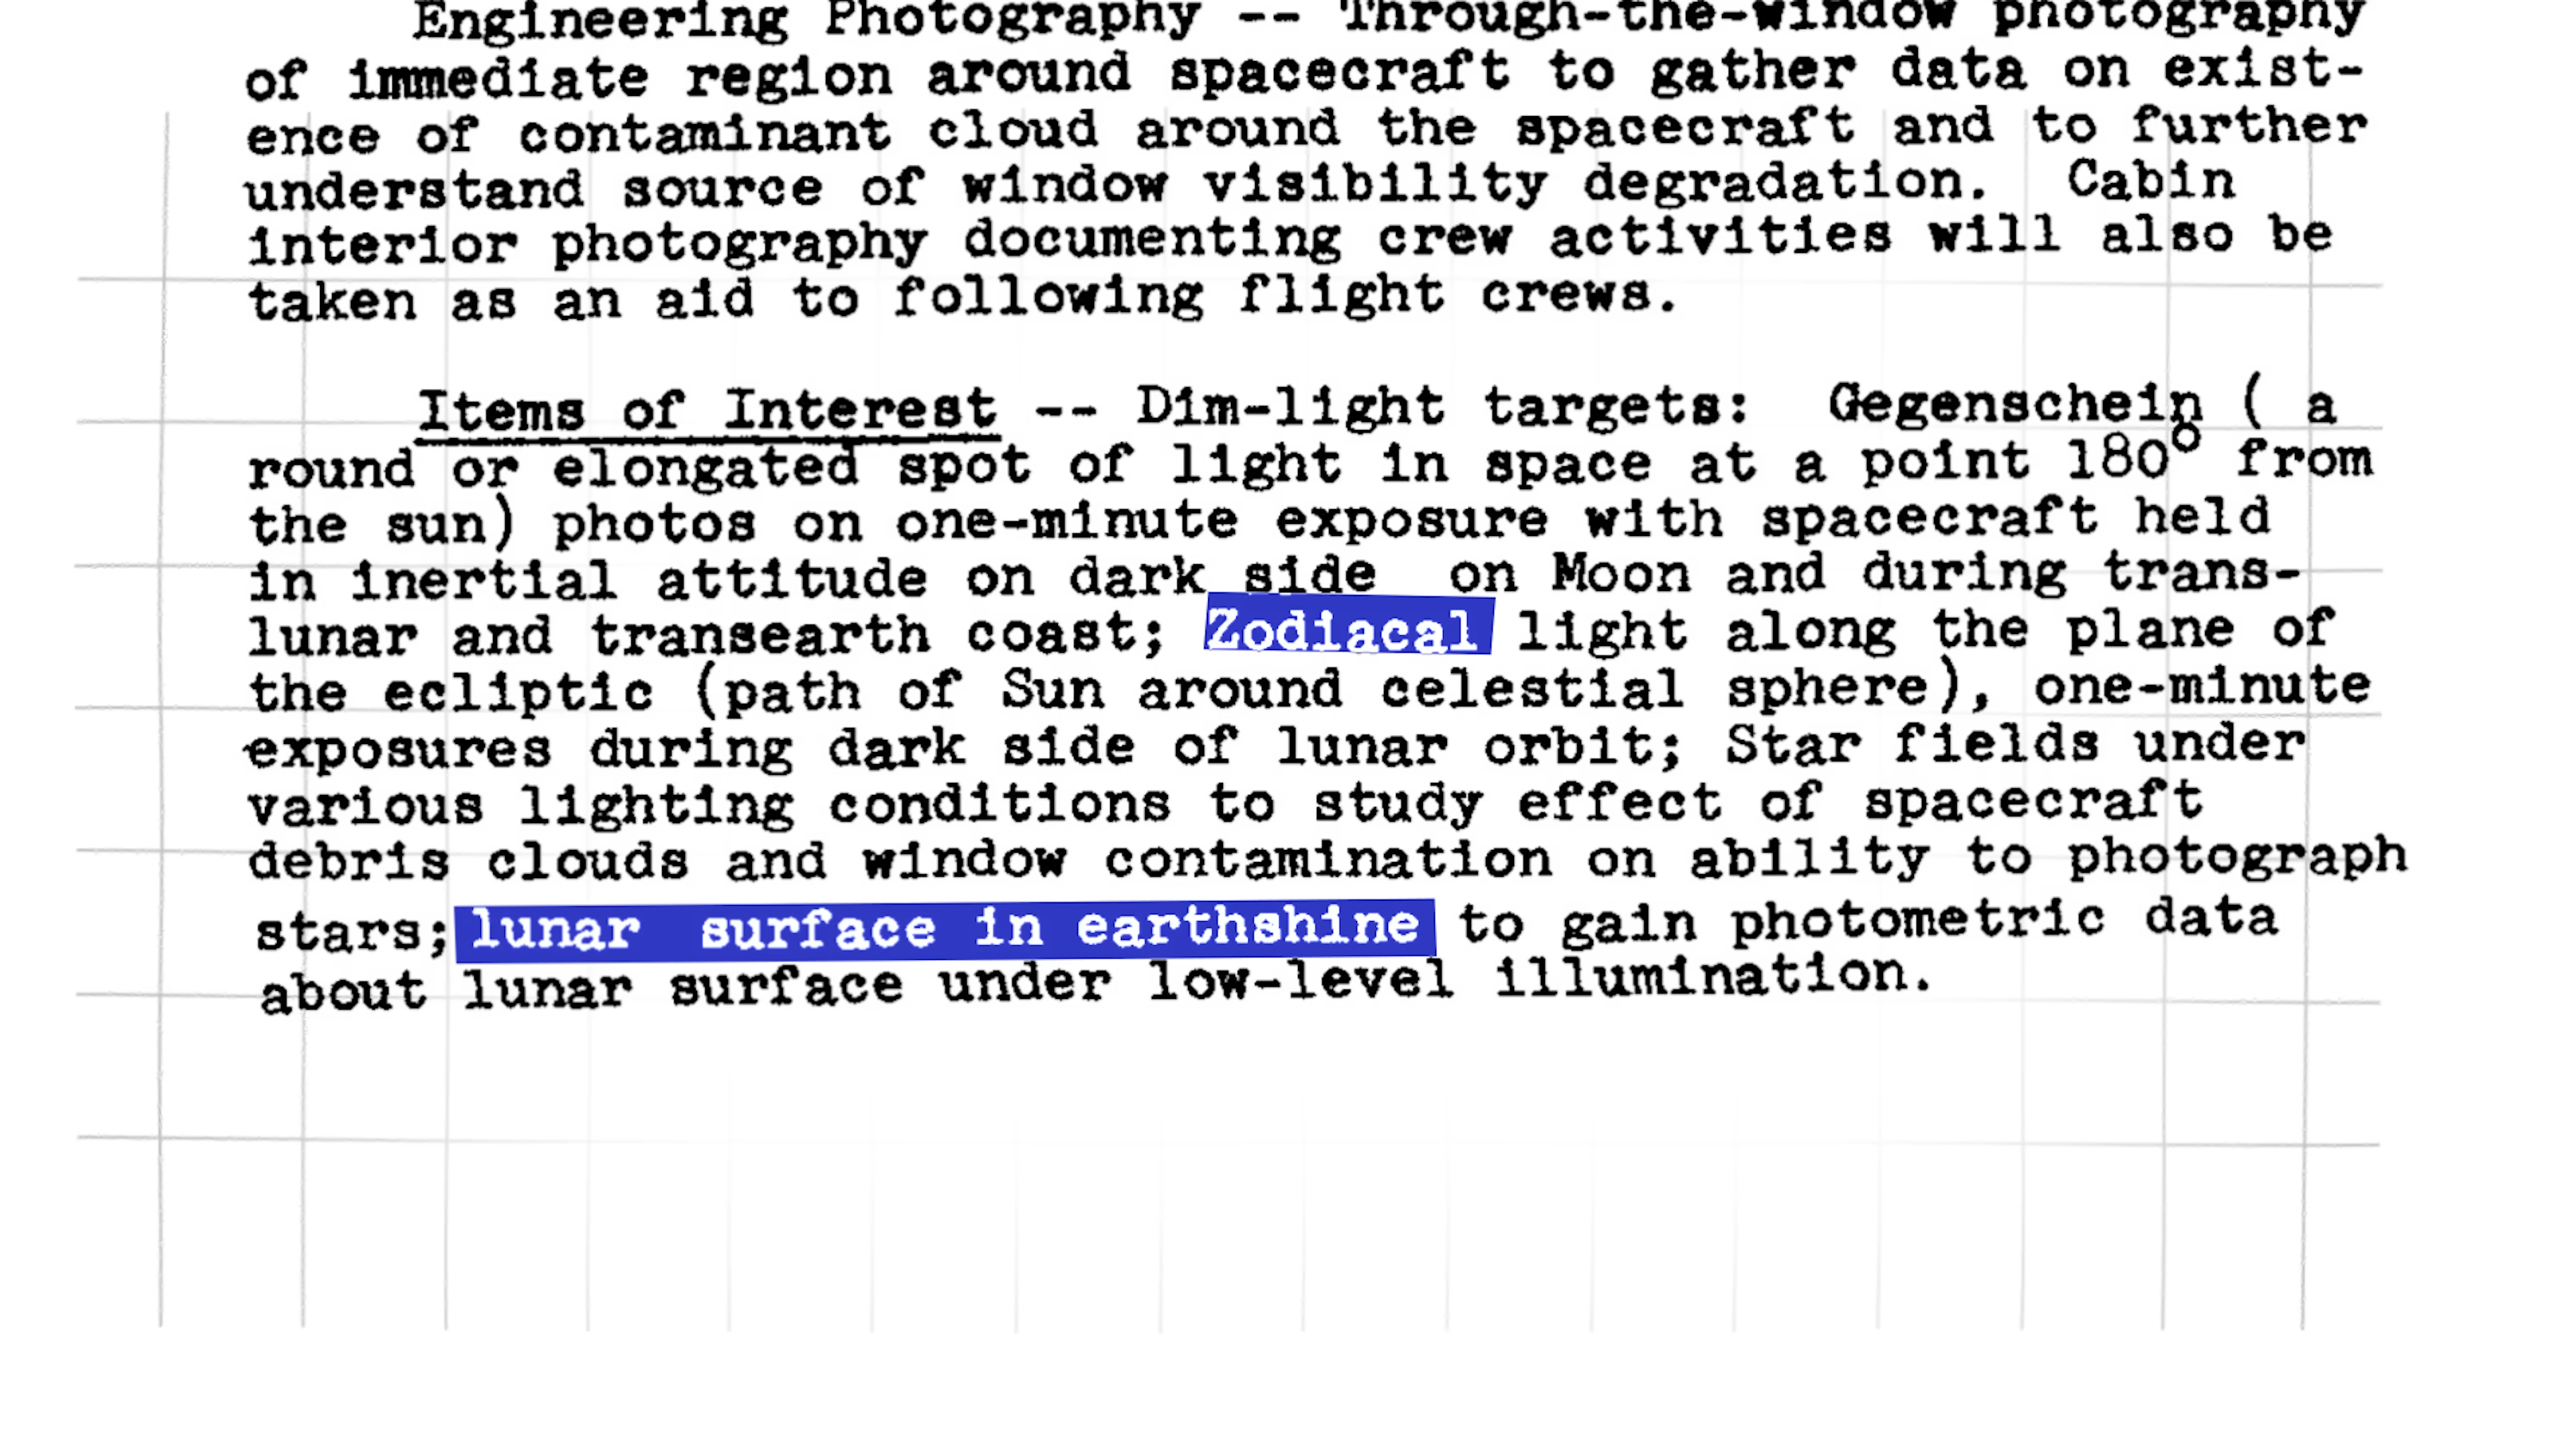 Engineering Photography -- Through-the-window photography
of immediate region around spacecraft to gather data on exist-
ence of contaminant cloud around the spacecraft and to further
understand source of window visibility degradation.  Cabin
interior photography documenting crew activities will also be
taken as an aid to following flight crews.
Items of Interest -- Dim-light targets:  Gegenschein ( a
round or elongated spot of light in space at a point 180° from
the sun) photos on one-minute exposure with spacecraft held
in inertial attitude on dark side  on Moon and during trans-
lunar and transearth coast; Zodiacal light along the plane of
the ecliptic (path of Sun around celestial sphere), one-minute
exposures during dark side of lunar orbit; Star fields under
various lighting conditions to study effect of spacecraft
debris clouds and window contamination on ability to photograph
stars; lunar  surface in earthshine to gain photometric data
about lunar surface under low-level illumination.